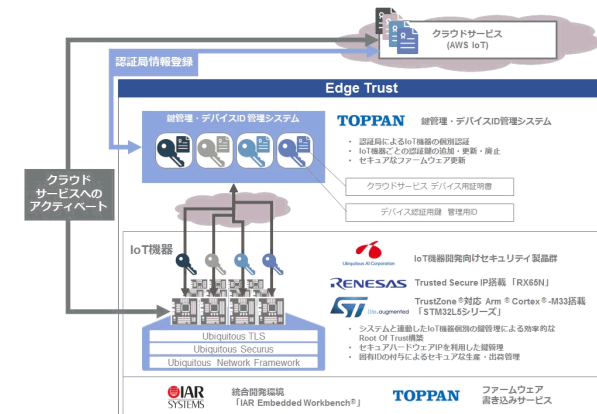 クラウドサービス
(AWS IoT)
認証局情報登録
Edge Trust
鍵管理・デバイスID 管理システム
TOPPAN 鍵管理・デバイスID管理システム
• 認証局によるIoT機器の個別認証
• IoT機器ごとの認証鍵の追加・更新・廃止
• セキュアなファームウェア更新
クラウドサービス デバイス用証明書
デバイス認証用鍵 管理用ID
クラウド
サービスへの
アクティベート
IoT機器
Ubiquitous AI Corporation
IoT機器開発向けセキュリティ製品群
RENESAS Trusted Secure IP搭載 「RX65N」
ST life.augmented
TrustZone®対応 Arm® Cortex®-M33搭載
「STM32L5シリーズ」
• システムと連動したIoT機器個別の鍵管理による効率的な
Root Of Trust構築
• セキュアハードウェアIPを利用した鍵管理
• 固有IDの付与によるセキュアな生産・出荷管理
Ubiquitous TLS
Ubiquitous Securus
Ubiquitous Network Framework
IAR
SYSTEMS
統合開発環境
「IAR Embedded Workbench®」
TOPPAN
ファームウェア
書き込みサービス